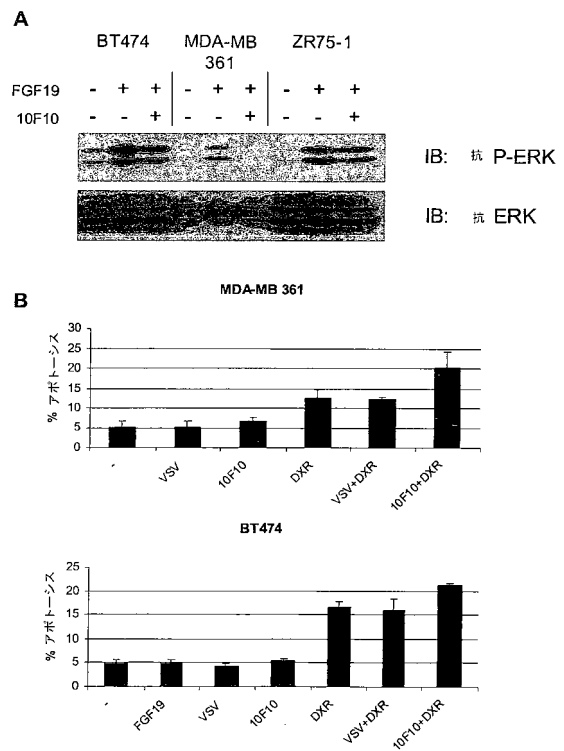 A
BT474 MDA-MB 361 ZR75-1
FGF19 - + + - + + - + +
10F10 - - + - - + - - +
IB: 抗 P-ERK
IB: 抗 ERK
B
MDA-MB 361
% アポトーシス
30
25
20
15
10
5
0
- VSV 10F10 DXR VSV+DXR 10F10+DXR
BT474
% アポトーシス
25
20
15
10
5
0
- FGF19 VSV 10F10 DXR VSV+DXR 10F10+DXR